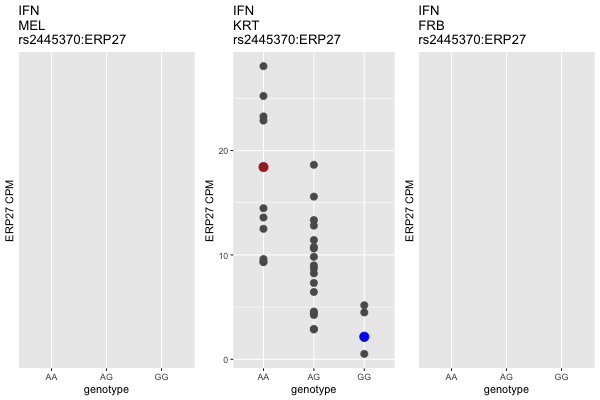 IFN
MEL
rs2445370:ERP27
ERP27 CPM
AA AG GG
genotype
IFN
KRT
rs2445370:ERP27
ERP27 CPM
20
10
0
AA AG GG
genotype
IFN
FRB
rs2445370:ERP27
ERP27 CPM
AA AG GG
genotype